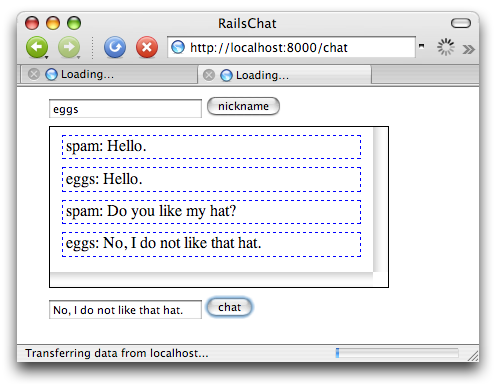 RailsChat
http://localhost:8000/chat
Loading... Loading...
eggs nickname
spam: Hello.
eggs: Hello.
spam: Do you like my hat?
eggs: No, I do not like that hat.
No, I do not like that hat. chat
Transferring data from localhost...